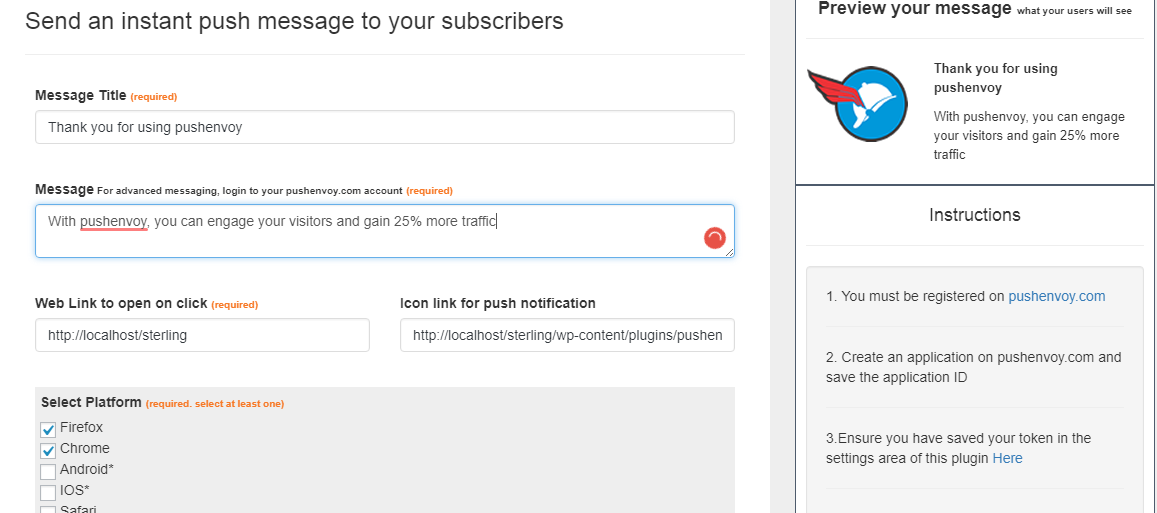 Send an instant push message to your subscribers
Message Title (required)
Thank you for using pushenvoy
Message For advanced messaging, login to your pushenvoy.com account (required)
With pushenvoy, you can engage your visitors and gain 25% more traffic
Web Link to open on click (required)
http://localhost/sterling
Icon link for push notification
http://localhost/sterling/wp-content/plugins/pushen
Select Platform (required. select at least one)
Firefox
Chrome
Android*
IOS*
Safari
Preview your message what your users will see
Thank you for using
pushenvoy
With pushenvoy, you can engage
your visitors and gain 25% more
traffic
Instructions
1. You must be registered on pushenvoy.com
2. Create an application on pushenvoy.com and
save the application ID
3.Ensure you have saved your token in the
settings area of this plugin Here